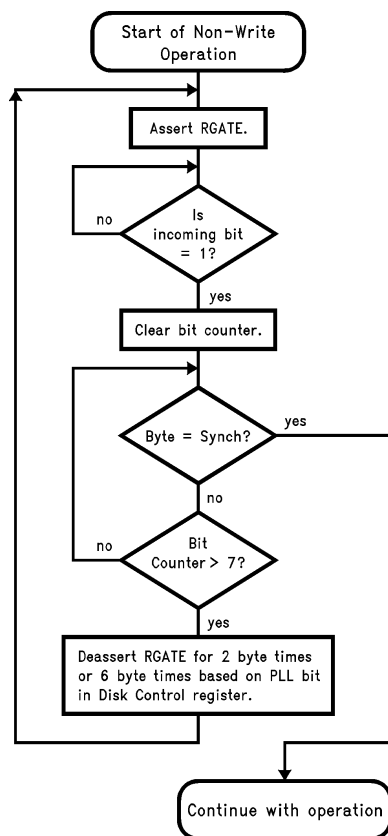 Start of Non-Write
Operation
Assert RGATE.
no
Is
incoming bit
= 1?
yes
Clear bit counter.
Byte = Synch?
yes
no
no
Bit
Counter > 7?
yes
Deassert RGATE for 2 byte times
or 6 byte times based on PLL bit
in Disk Control register.
Continue with operation